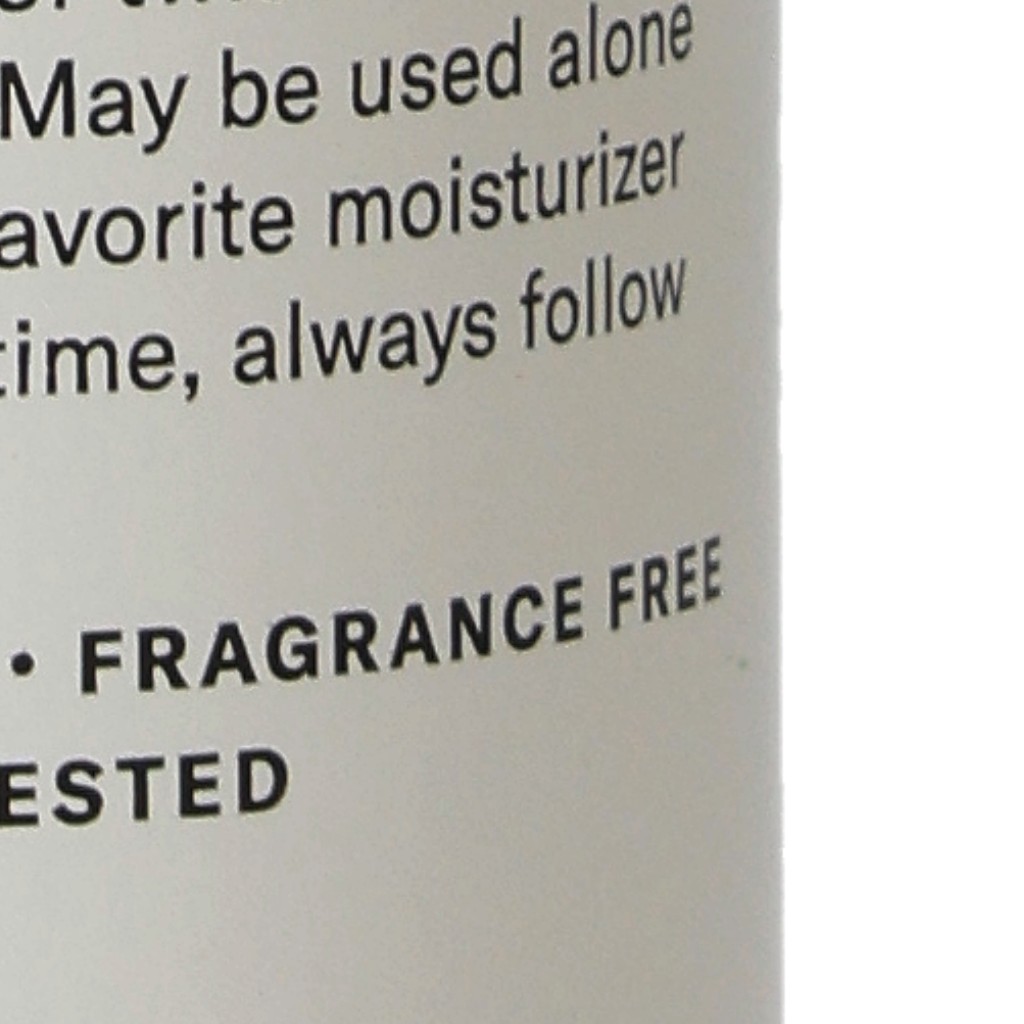 May be used alone
avorite moisturizer
time, always follow
• FRAGRANCE FREE
ESTED